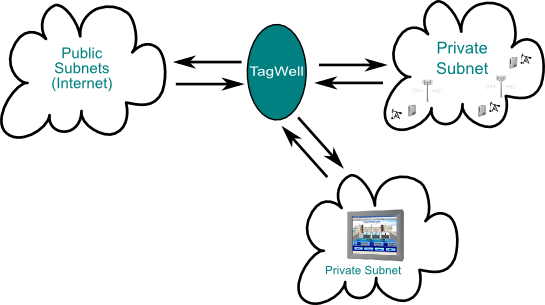 Public
Subnets
(Internet)
TagWell
Private
Subnet
Private Subnet